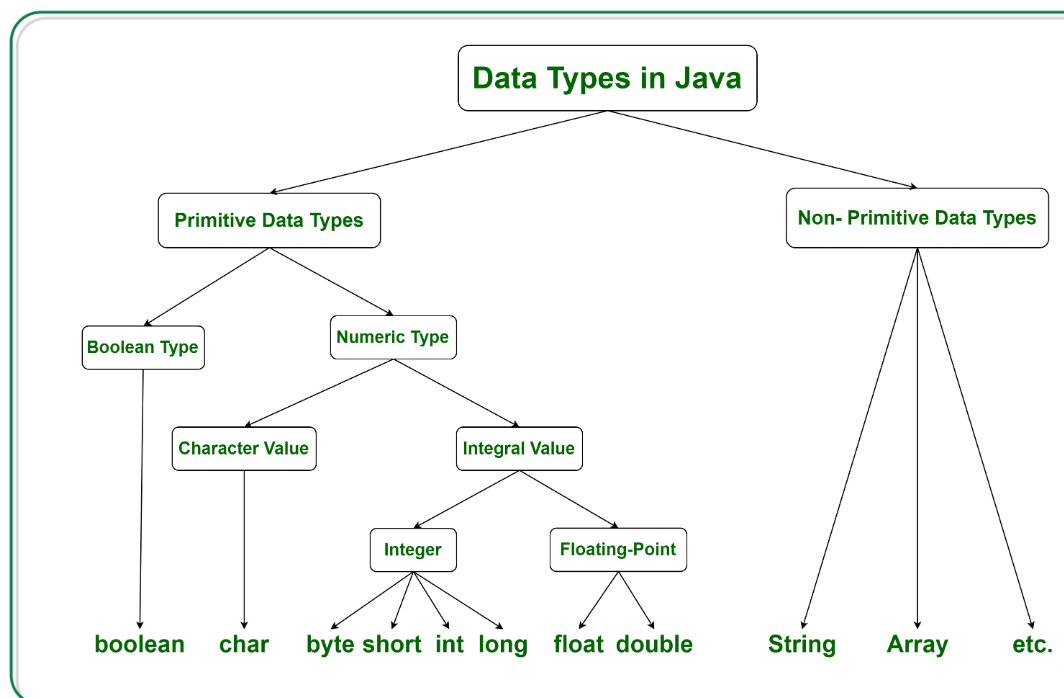 Data Types in Java
Primitive Data Types
Non- Primitive Data Types
Boolean Type
Numeric Type
Character Value
Integral Value
Integer
Floating-Point
boolean
char
byte
short
int
long
float
double
String
Array
etc.